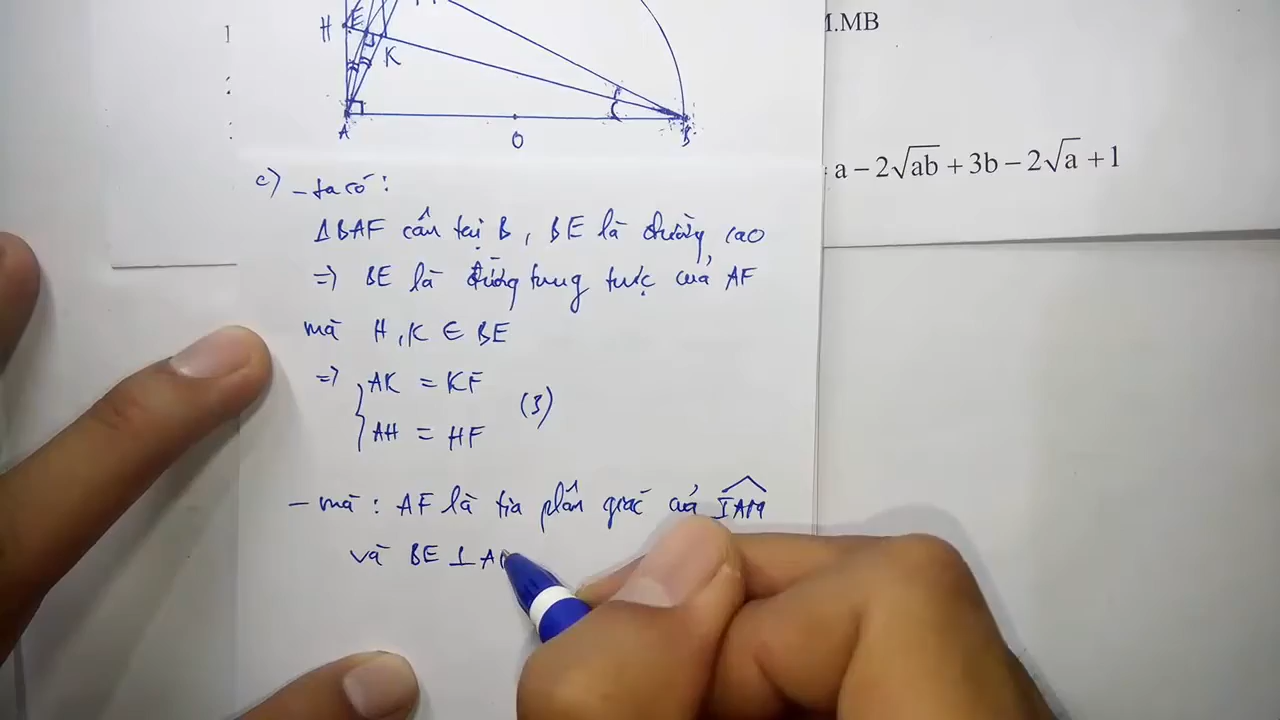 H E
K
A O B
M.MB
a − 2√ab + 3b − 2√a + 1
c) – ta có :
ΔBAF cân tại B , BE là đường cao
=> BE là đường trung trực của AF
mà H , K ∈ BE
=> { AK = KF
AH = HF (3)
– mà : AF là tia phân giác của \widehat{IAM}
và BE ⊥ A